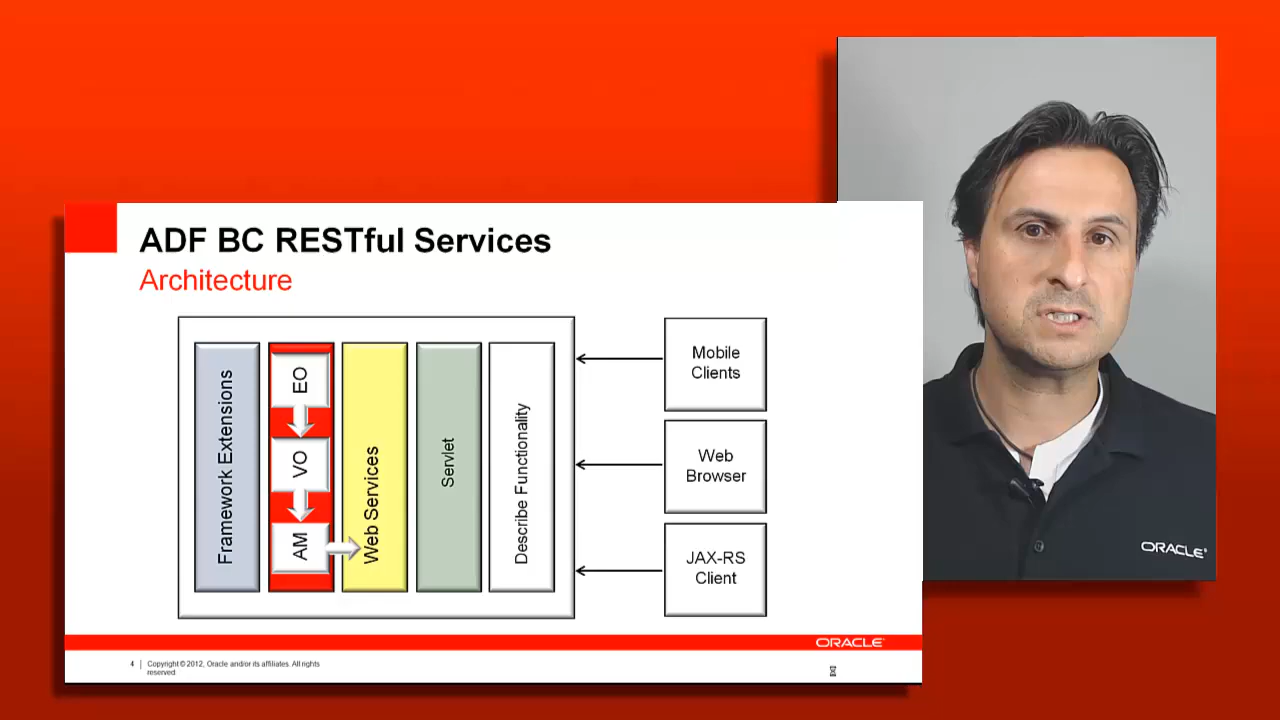 ADF BC RESTful Services
Architecture
Framework Extensions
EO
VO
AM
Web Services
Servlet
Describe Functionality
Mobile
Clients
Web
Browser
JAX-RS
Client
ORACLE
4
Copyright © 2012, Oracle and/or its affiliates. All rights
reserved.
ORACLE